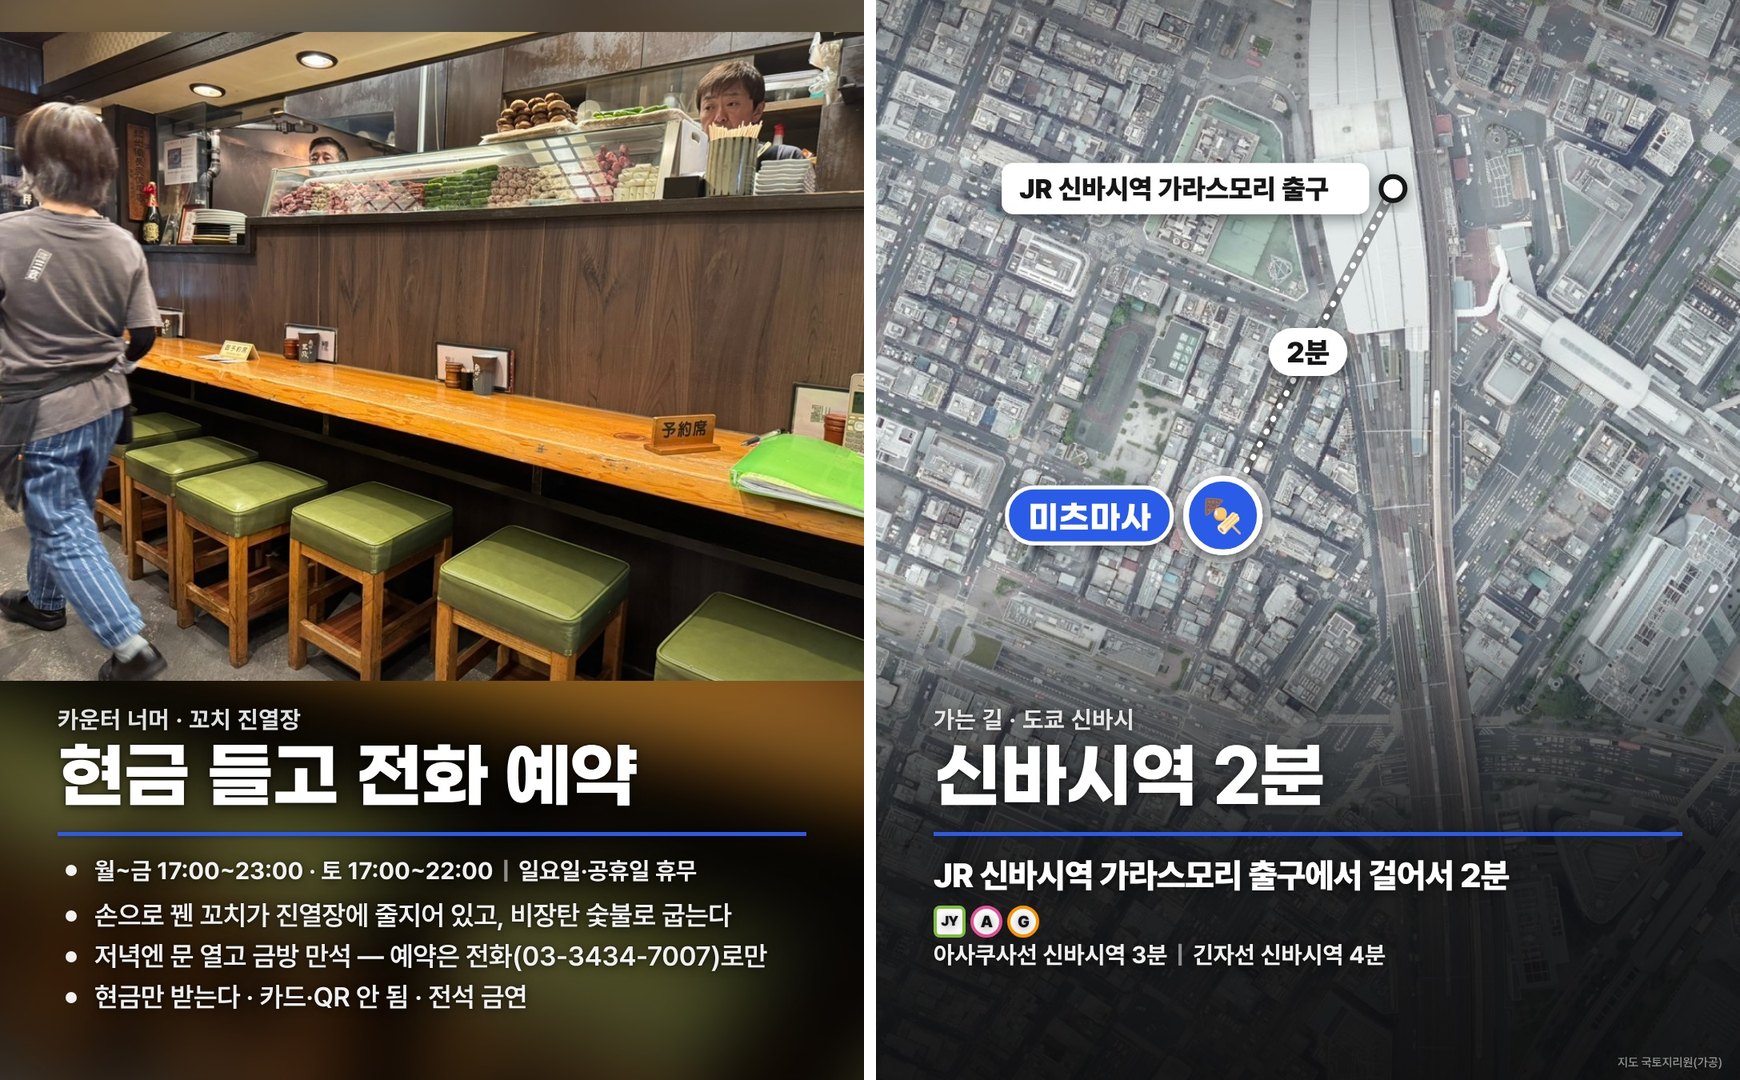 予約席
카운터 너머 · 꼬치 진열장
현금 들고 전화 예약
월~금 17:00~23:00 · 토 17:00~22:00 | 일요일·공휴일 휴무
손으로 꿴 꼬치가 진열장에 줄지어 있고, 비장탄 숯불로 굽는다
저녁엔 문 열고 금방 만석 — 예약은 전화(03-3434-7007)로만
현금만 받는다 · 카드·QR 안 됨 · 전석 금연
JR 신바시역 가라스모리 출구
2분
미츠마사
가는 길 · 도쿄 신바시
신바시역 2분
JR 신바시역 가라스모리 출구에서 걸어서 2분
JY A G
아사쿠사선 신바시역 3분 | 긴자선 신바시역 4분
지도 국토지리원(가공)